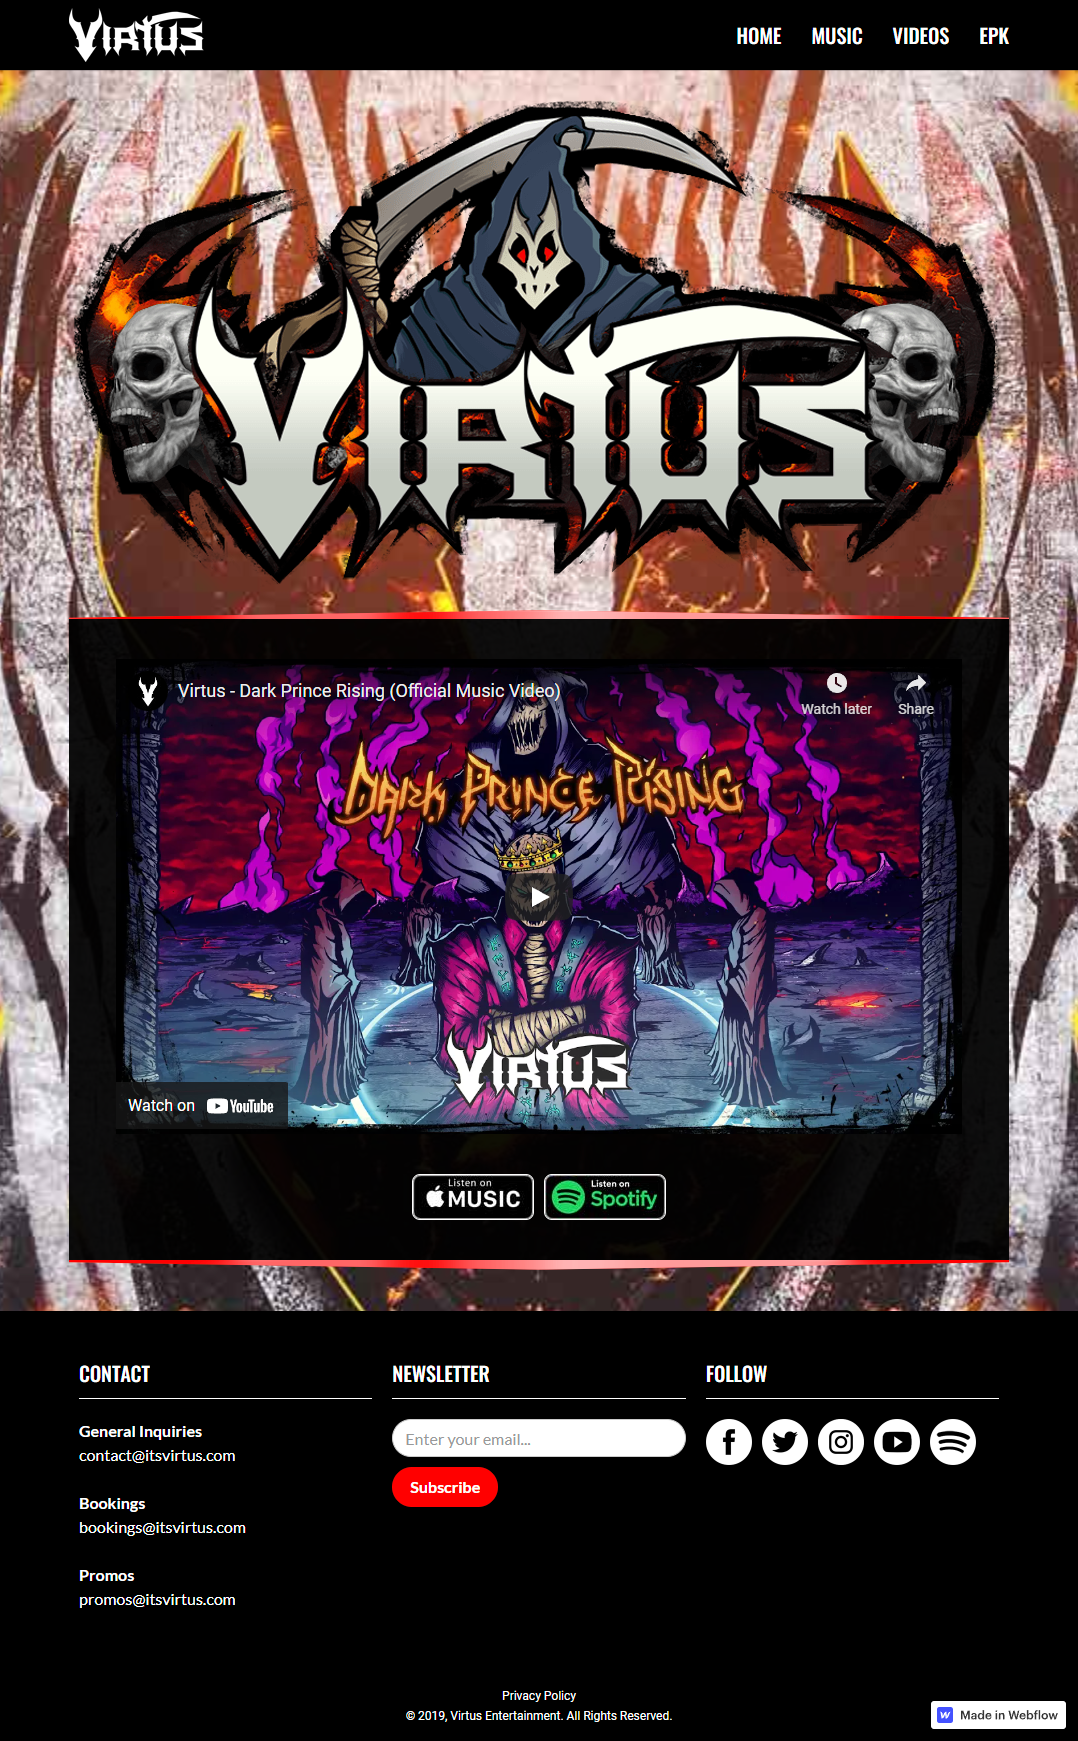 VIRTUS
HOME MUSIC VIDEOS EPK
VIRTUS
Virtus - Dark Prince Rising (Official Music Video)
Watch later
Share
DARK PRINCE RISING
VIRTUS
Watch on YouTube
Listen on
MUSIC
Listen on
Spotify
CONTACT
General Inquiries
contact@itsvirtus.com
Bookings
bookings@itsvirtus.com
Promos
promos@itsvirtus.com
NEWSLETTER
Enter your email...
Subscribe
FOLLOW
Privacy Policy
© 2019, Virtus Entertainment. All Rights Reserved.
Made in Webflow